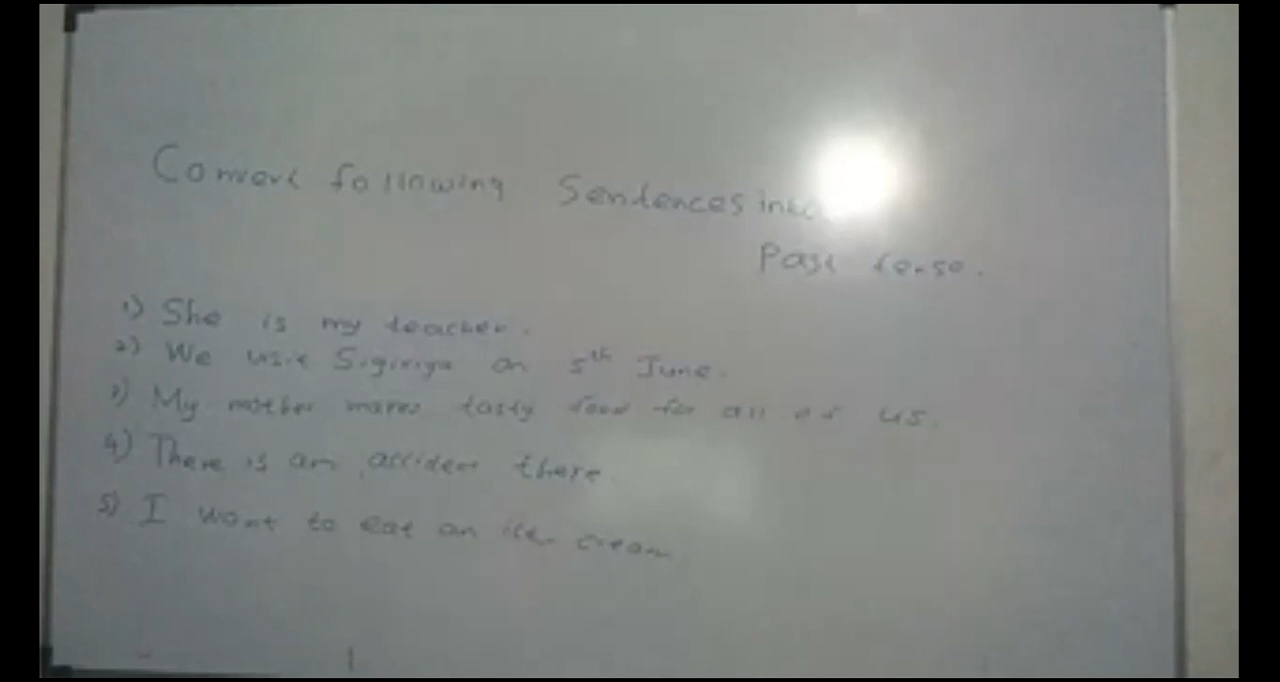 Convert following Sentences into
Past tense.
1) She is my teacher.
2) We visit Sigiriya on 5th June.
3) My mother makes tasty food for all of us.
4) There is an accident there.
5) I want to eat an ice cream